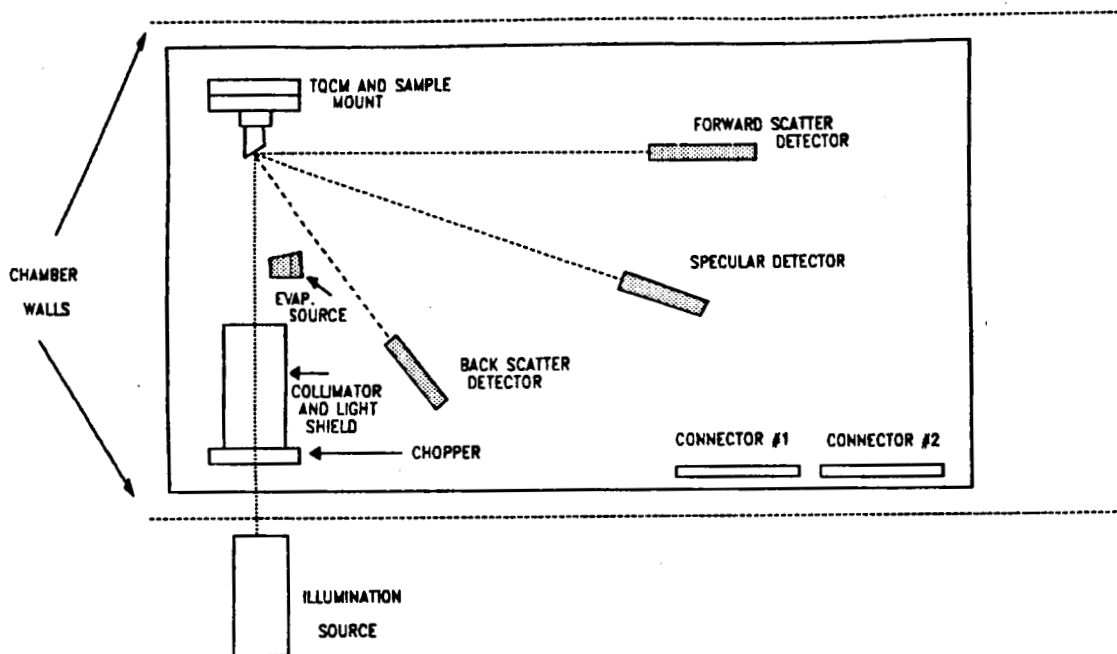 TQCM AND SAMPLE
MOUNT
FORWARD SCATTER
DETECTOR
SPECULAR DETECTOR
CHAMBER
WALLS
EVAP.
SOURCE
BACK SCATTER
DETECTOR
COLLIMATOR
AND LIGHT
SHIELD
CHOPPER
CONNECTOR #1
CONNECTOR #2
ILLUMINATION
SOURCE